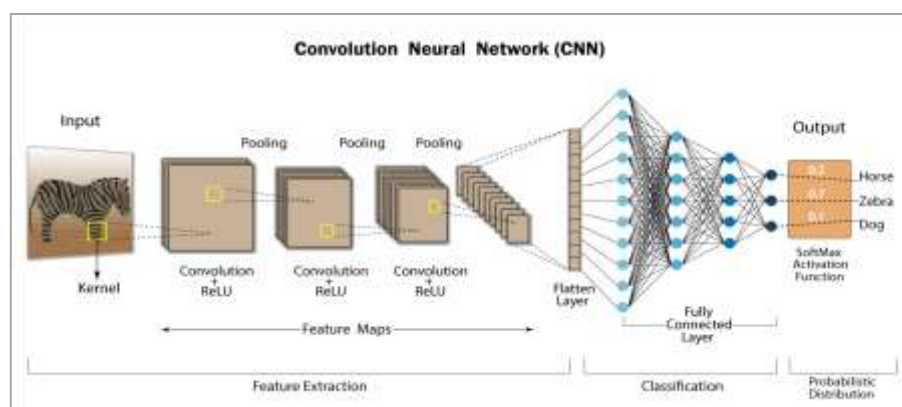 Convolution Neural Network (CNN)
Input
Pooling
Pooling
Pooling
Output
0.2
0.7
0.1
Horse
Zebra
Dog
Kernel
Convolution
+
ReLU
Convolution
+
ReLU
Convolution
+
ReLU
Flatten
Layer
SoftMax
Activation
Function
Feature Maps
Fully
Connected
Layer
Feature Extraction
Classification
Probabilistic
Distribution